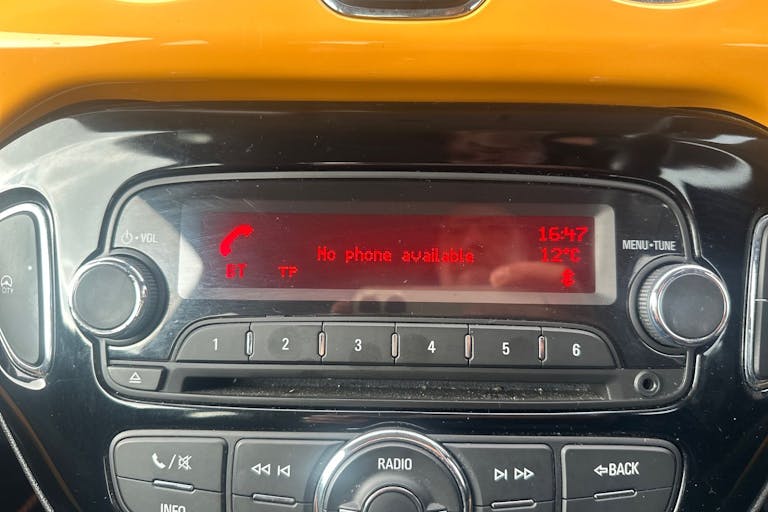 VOL
16:47
No phone available
12°C
MENU•TUNE
BT TP
CITY
1 2 3 4 5 6
RADIO
BACK
INFO